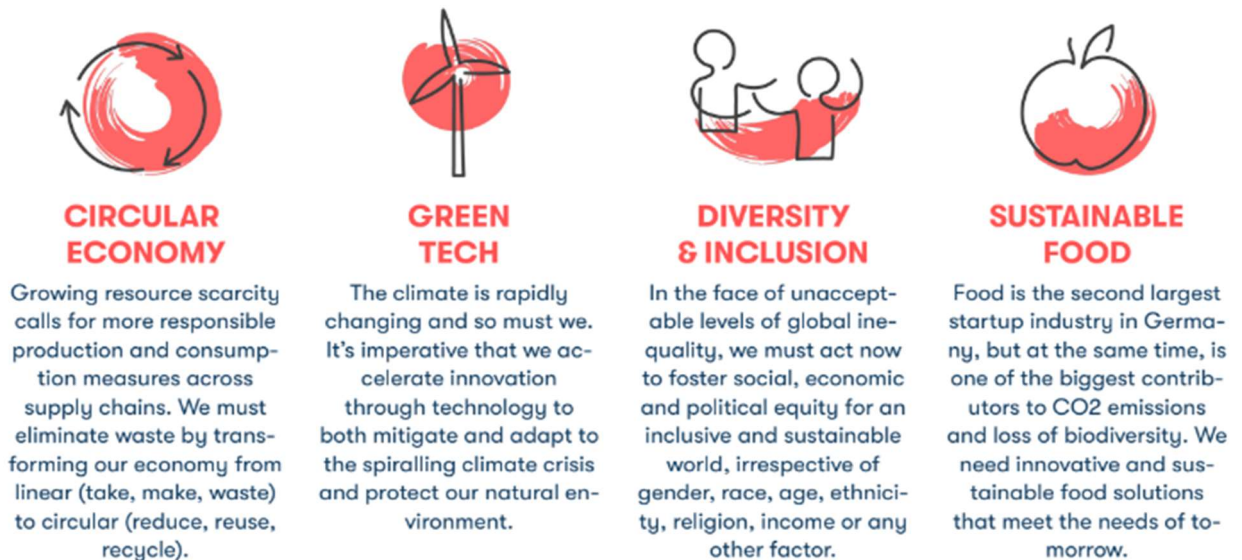 CIRCULAR
ECONOMY
Growing resource scarcity
calls for more responsible
production and consump-
tion measures across
supply chains. We must
eliminate waste by trans-
forming our economy from
linear (take, make, waste)
to circular (reduce, reuse,
recycle).
GREEN
TECH
The climate is rapidly
changing and so must we.
It's imperative that we ac-
celerate innovation
through technology to
both mitigate and adapt to
the spiralling climate crisis
and protect our natural en-
vironment.
DIVERSITY
& INCLUSION
In the face of unaccept-
able levels of global ine-
quality, we must act now
to foster social, economic
and political equity for an
inclusive and sustainable
world, irrespective of
gender, race, age, ethnici-
ty, religion, income or any
other factor.
SUSTAINABLE
FOOD
Food is the second largest
startup industry in Germa-
ny, but at the same time, is
one of the biggest contrib-
utors to CO2 emissions
and loss of biodiversity. We
need innovative and sus-
tainable food solutions
that meet the needs of to-
morrow.